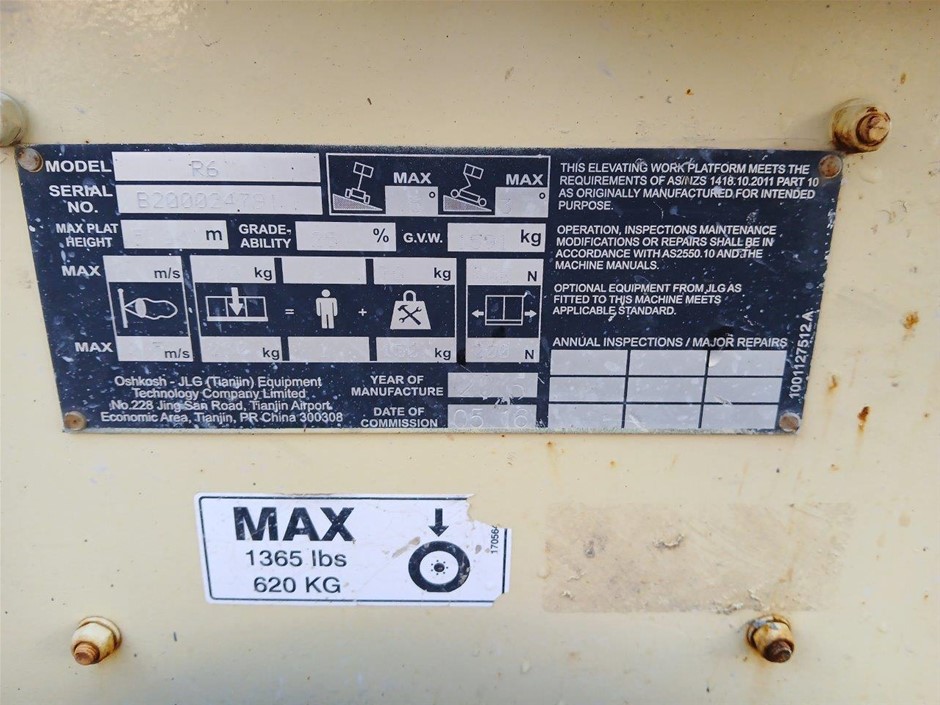 MODEL R6
SERIAL NO.
MAX MAX
° °
MAX PLAT HEIGHT m GRADE-ABILITY % G.V.W. kg
MAX m/s kg kg N
= +
MAX m/s kg kg N
Oshkosh - JLG (Tianjin) Equipment
Technology Company Limited
No.228 Jing San Road, Tianjin Airport
Economic Area, Tianjin, PR China 300308
YEAR OF
MANUFACTURE
DATE OF
COMMISSION 05 16
THIS ELEVATING WORK PLATFORM MEETS THE
REQUIREMENTS OF AS/NZS 1418.10.2011 PART 10
AS ORIGINALLY MANUFACTURED FOR INTENDED
PURPOSE.
OPERATION, INSPECTIONS MAINTENANCE
MODIFICATIONS OR REPAIRS SHALL BE IN
ACCORDANCE WITH AS2550.10 AND THE
MACHINE MANUALS.
OPTIONAL EQUIPMENT FROM JLG AS
FITTED TO THIS MACHINE MEETS
APPLICABLE STANDARD.
ANNUAL INSPECTIONS / MAJOR REPAIRS
1001127512 A
MAX
1365 lbs
620 KG